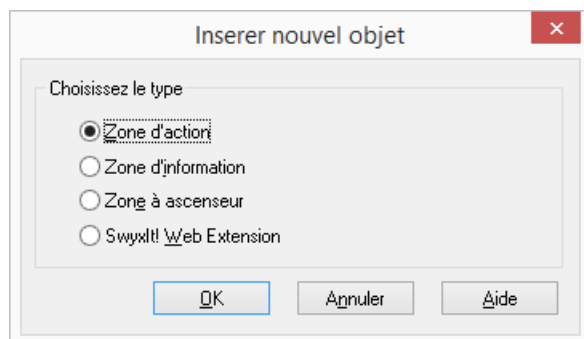 Inserer nouvel objet
Choisissez le type
Zone d'action
Zone d'information
Zone à ascenseur
SwyxIt! Web Extension
OK Annuler Aide